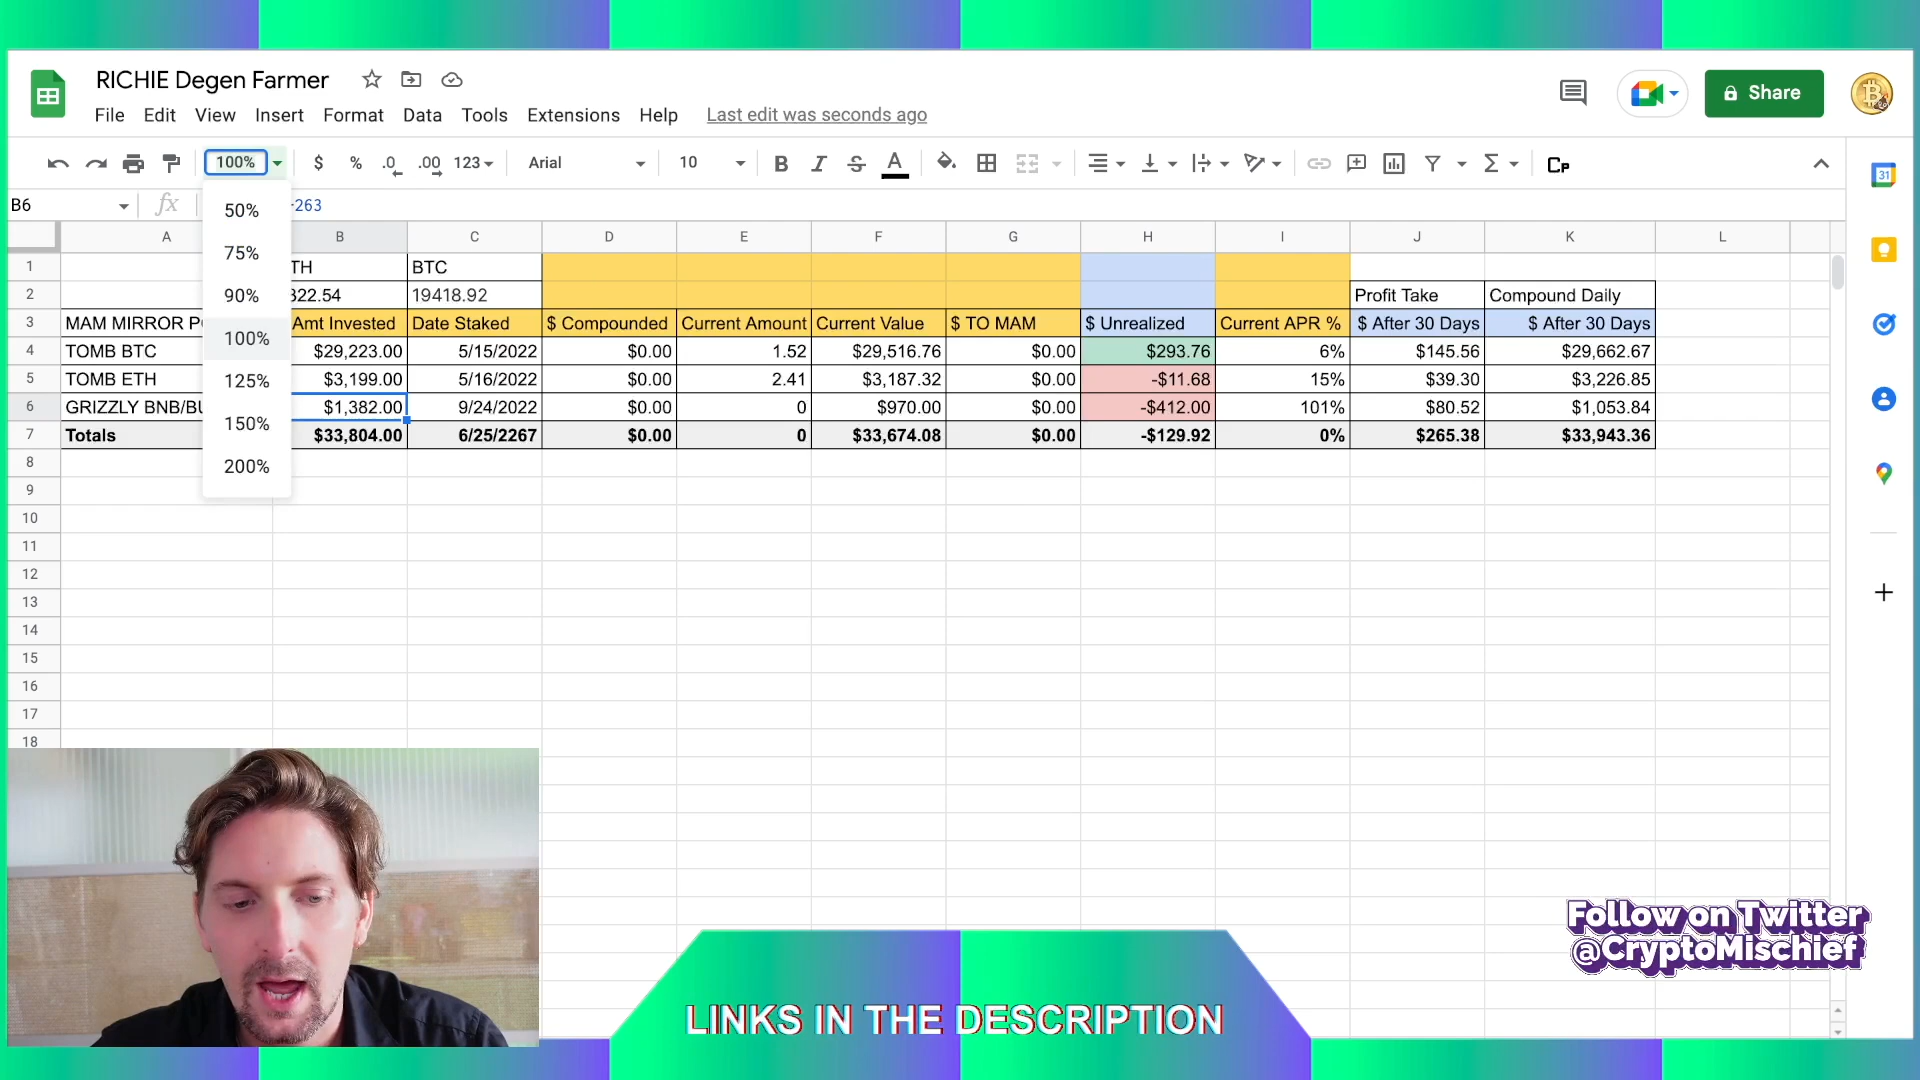 RICHIE Degen Farmer
File Edit View Insert Format Data Tools Extensions Help Last edit was seconds ago
Share
100% $ % .0 .00 123 Arial 10 B I S A Σ Cp
31
B6 fx -263
50%
75%
90%
100%
125%
150%
200%
A B C D E F G H I J K L
1 TH BTC
2 322.54 19418.92 Profit Take Compound Daily
3 MAM MIRROR Amt Invested Date Staked $ Compounded Current Amount Current Value $ TO MAM $ Unrealized Current APR % $ After 30 Days $ After 30 Days
4 TOMB BTC $29,223.00 5/15/2022 $0.00 1.52 $29,516.76 $0.00 $293.76 6% $145.56 $29,662.67
5 TOMB ETH $3,199.00 5/16/2022 $0.00 2.41 $3,187.32 $0.00 -$11.68 15% $39.30 $3,226.85
6 GRIZZLY BNB/BU $1,382.00 9/24/2022 $0.00 0 $970.00 $0.00 -$412.00 101% $80.52 $1,053.84
7 Totals $33,804.00 6/25/2267 $0.00 0 $33,674.08 $0.00 -$129.92 0% $265.38 $33,943.36
8
9
10
11
12
13
14
15
16
17
18
Follow on Twitter
@CryptoMischief
LINKS IN THE DESCRIPTION